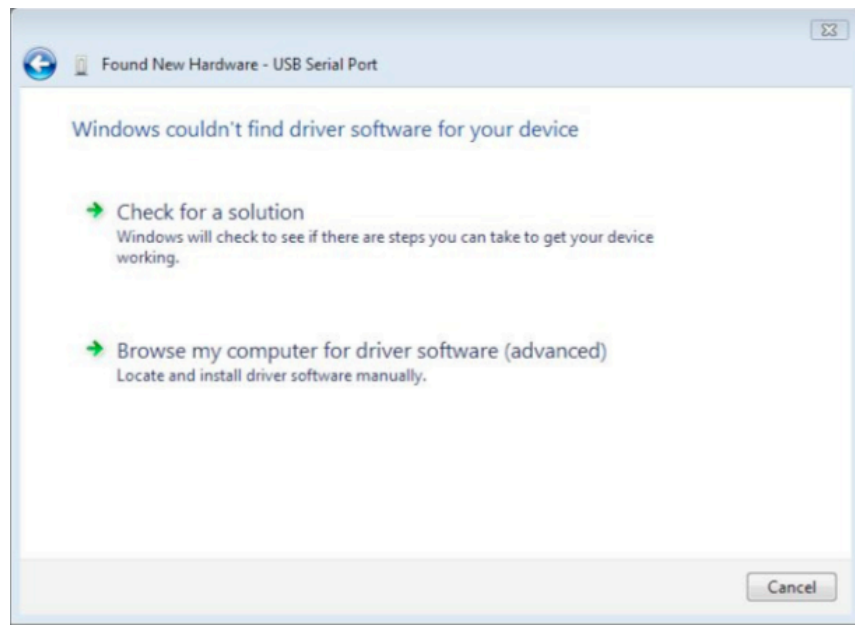 Found New Hardware - USB Serial Port
Windows couldn't find driver software for your device
Check for a solution
Windows will check to see if there are steps you can take to get your device
working.
Browse my computer for driver software (advanced)
Locate and install driver software manually.
Cancel